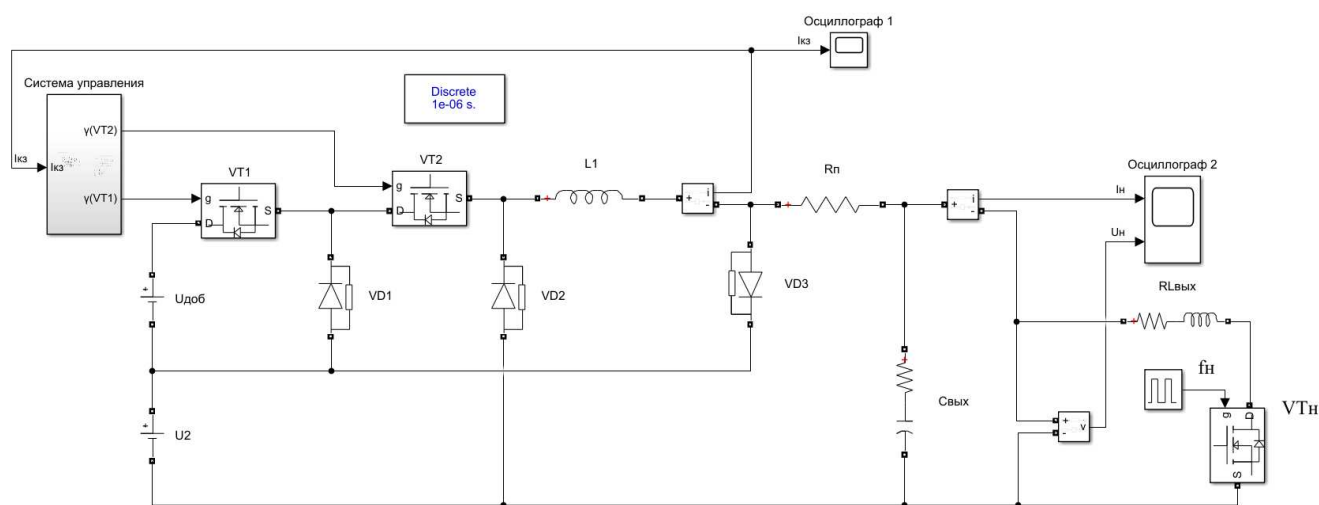 Осциллограф 1
Iкз
Система управления
Discrete
1e-06 s.
γ(VT2)
Iкз
Iкз
γ(VT1)
VT1
g
D
S
VT2
g
D
S
L1
+
i
-
Rп
+
i
-
Осциллограф 2
Iн
Uн
Uдоб
VD1
VD2
VD3
RLвых
U2
Cвых
+
-
v
fн
g
D
S
VTн